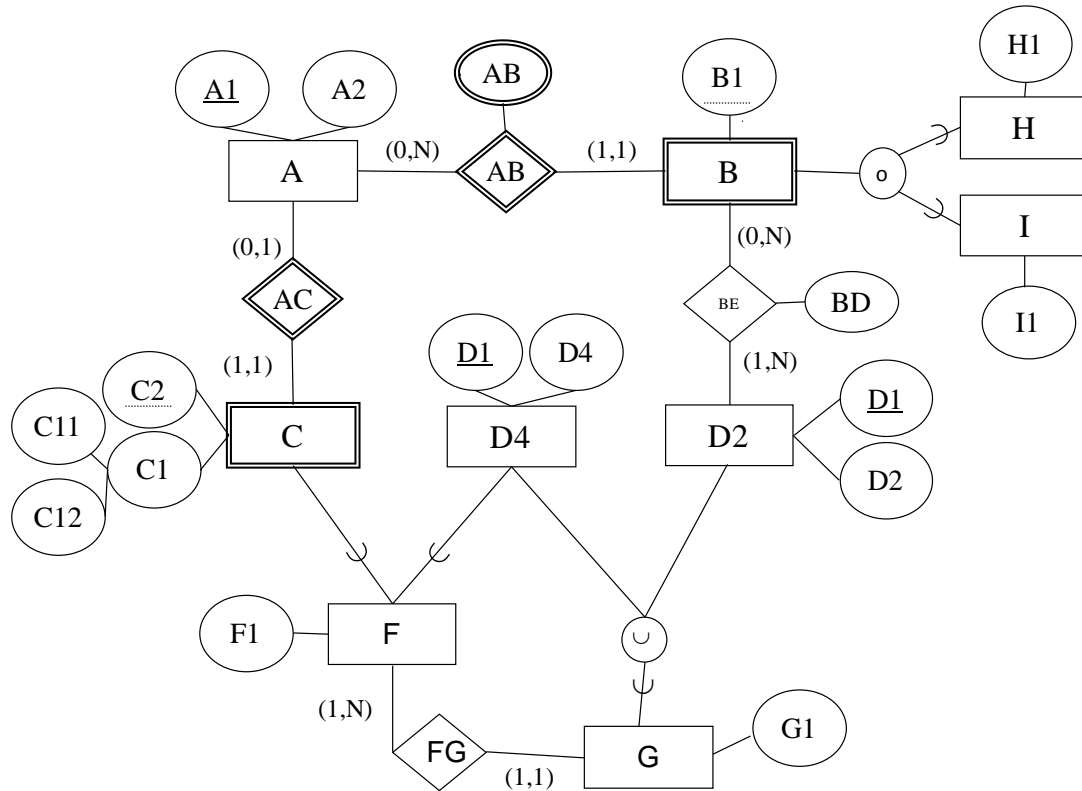 H1
AB
A1
A2
B1
H
A
(0,N)
AB
(1,1)
B
o
I
(0,1)
(0,N)
AC
BE
BD
I1
(1,1)
D1
D4
(1,N)
C2
D1
C11
C1
C
D4
D2
C12
D2
F1
F
∪
(1,N)
FG
(1,1)
G
G1